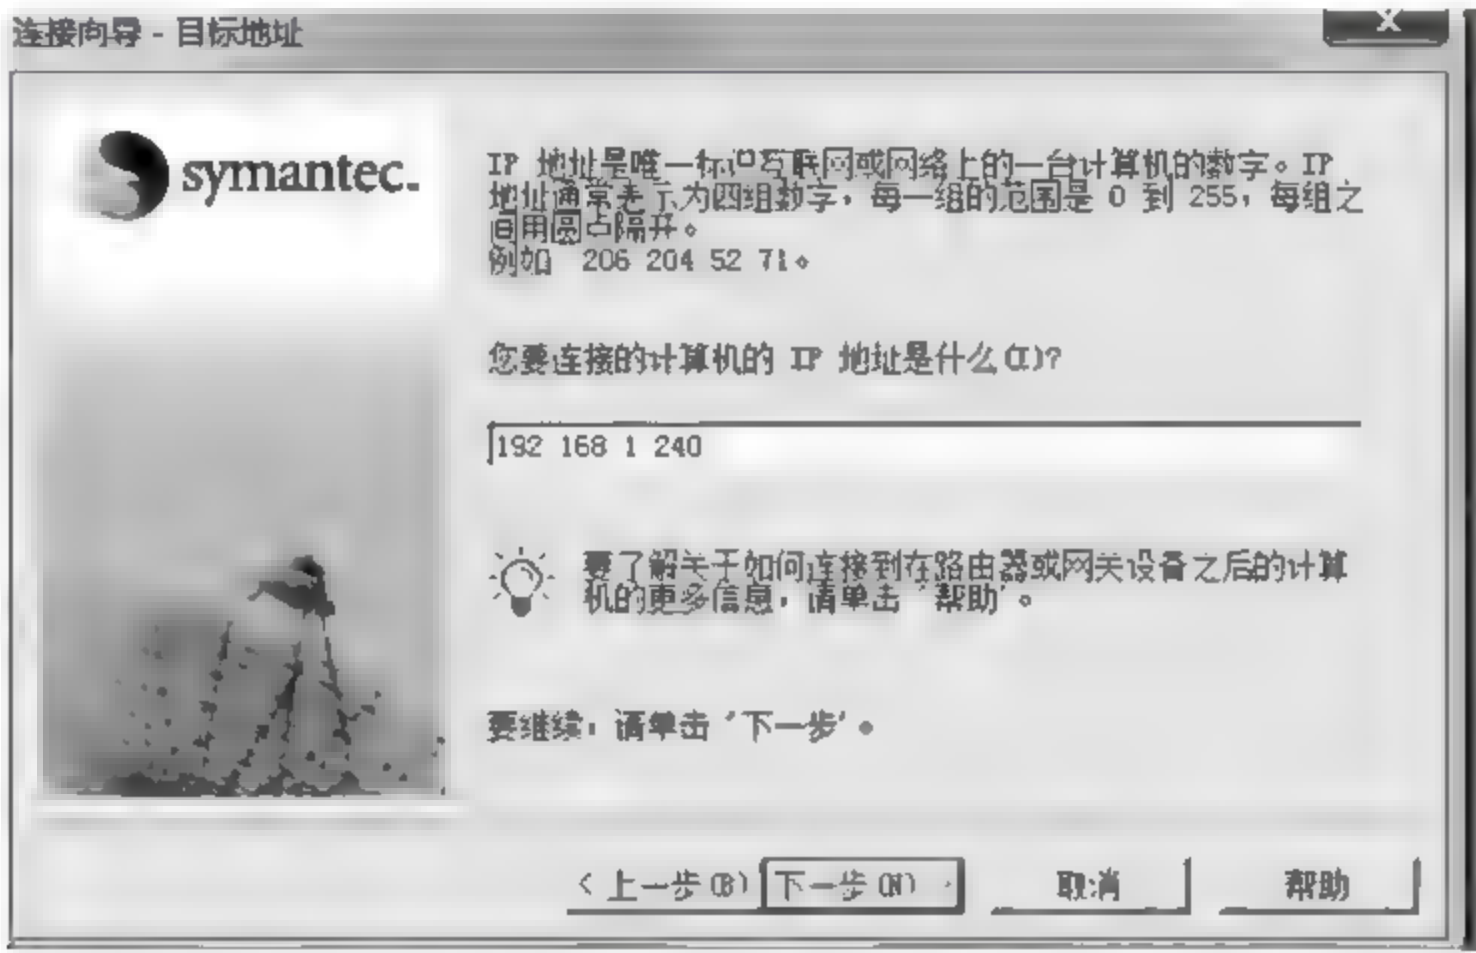 连接向导 - 目标地址
X
symantec.
IP 地址是唯一标识互联网或网络上的一台计算机的数字。IP
地址通常表示为四组数字，每一组的范围是 0 到 255，每组之
间用圆点隔开。
例如 206 204 52 71。
您要连接的计算机的 IP 地址是什么(I)?
192 168 1 240
要了解关于如何连接到在路由器或网关设备之后的计算
机的更多信息，请单击“帮助”。
要继续，请单击“下一步”。
< 上一步(B) 下一步(N) 取消 帮助